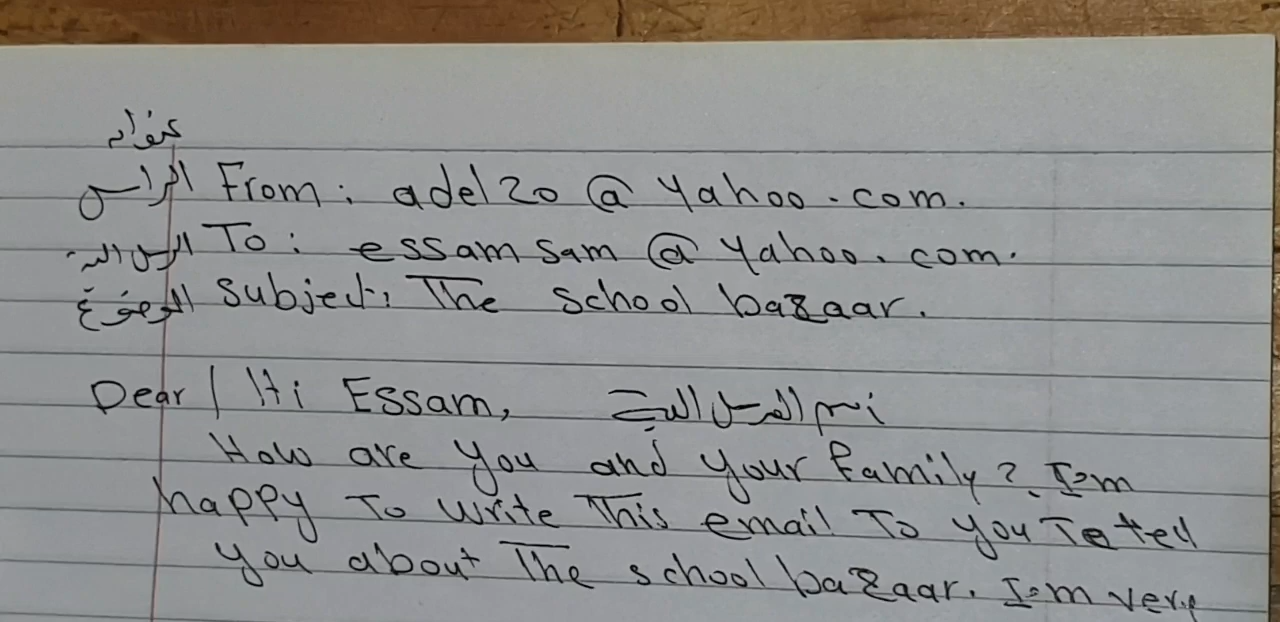 عنوان
الراسل From: adel20@yahoo.com.
المرسل اليه To: essamsam@yahoo.com.
الموضوع Subject: The school bazaar.
Dear / Hi Essam, اسم المرسل اليه
How are you and your family? I'm
happy To write This email To you To tell
you about The school bazaar. I'm very